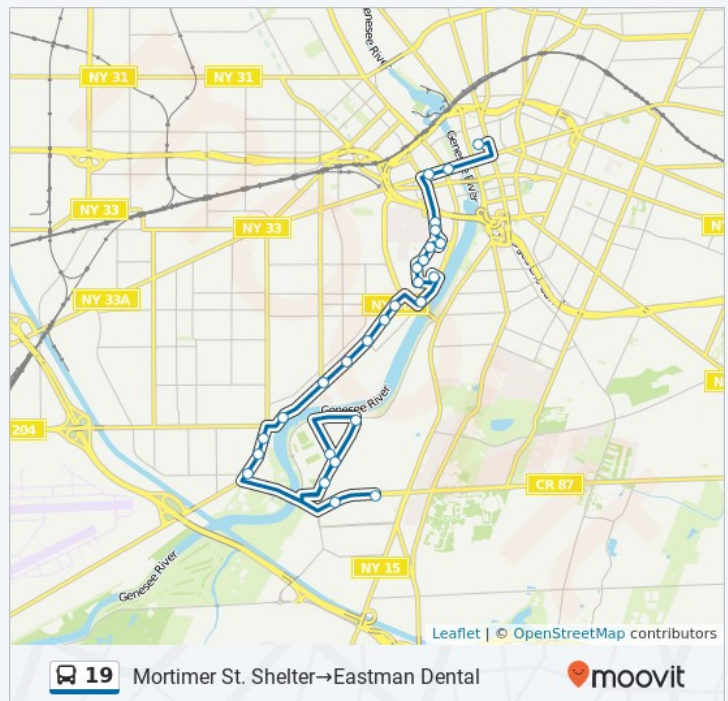 Genesee River
NY 31
NY 31
Genesee River
NY 33
NY 33
NY 33A
Genesee River
204
CR 87
NY 15
Genesee River
Leaflet | © OpenStreetMap contributors
19 Mortimer St. Shelter→Eastman Dental
moovit